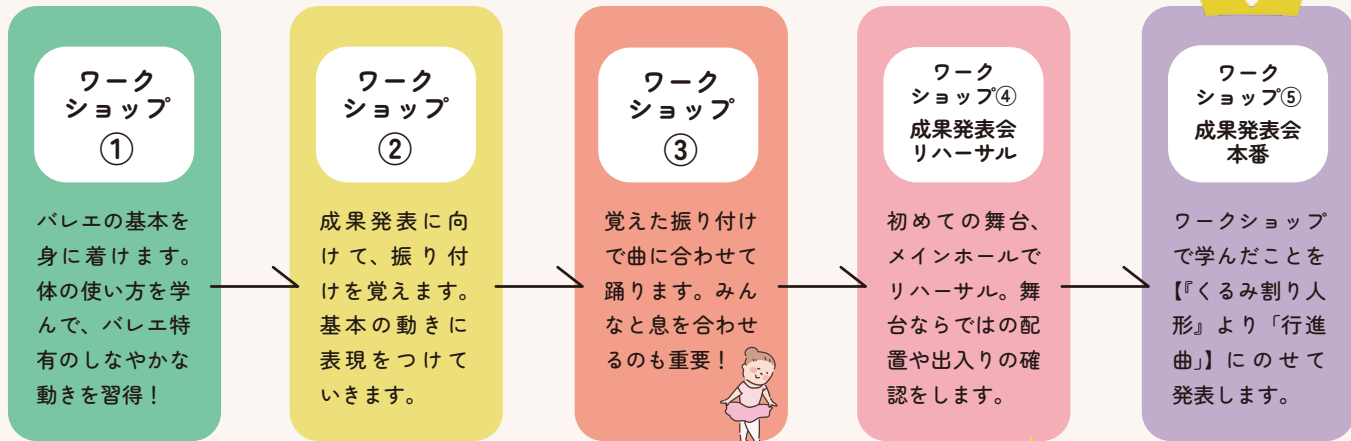 ワーク
ショップ
①
バレエの基本を
身に着けます。
体の使い方を学
んで、バレエ特
有のしなやかな
動きを習得！
ワーク
ショップ
②
成果発表に向
けて、振り付
けを覚えます。
基本の動きに
表現をつけて
いきます。
ワーク
ショップ
③
覚えた振り付け
で曲に合わせて
踊ります。みん
なと息を合わせ
るのも重要！
ワーク
ショップ④
成果発表会
リハーサル
初めての舞台、
メインホールで
リハーサル。舞
台ならではの配
置や出入りの確
認をします。
ワーク
ショップ⑤
成果発表会
本番
ワークショップ
で学んだことを
【『くるみ割り人
形』より「行進
曲」】にのせて
発表します。